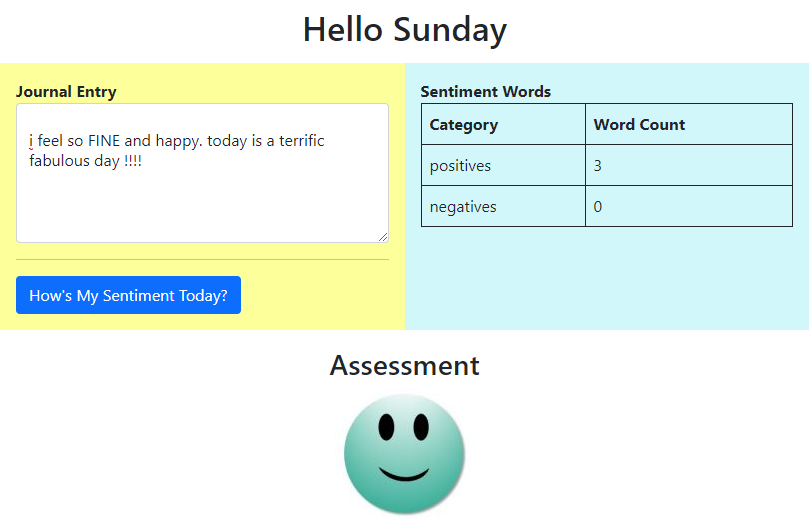 Hello Sunday
Journal Entry
i feel so FINE and happy. today is a terrific
fabulous day !!!!
How's My Sentiment Today?
Sentiment Words
Category Word Count
positives 3
negatives 0
Assessment